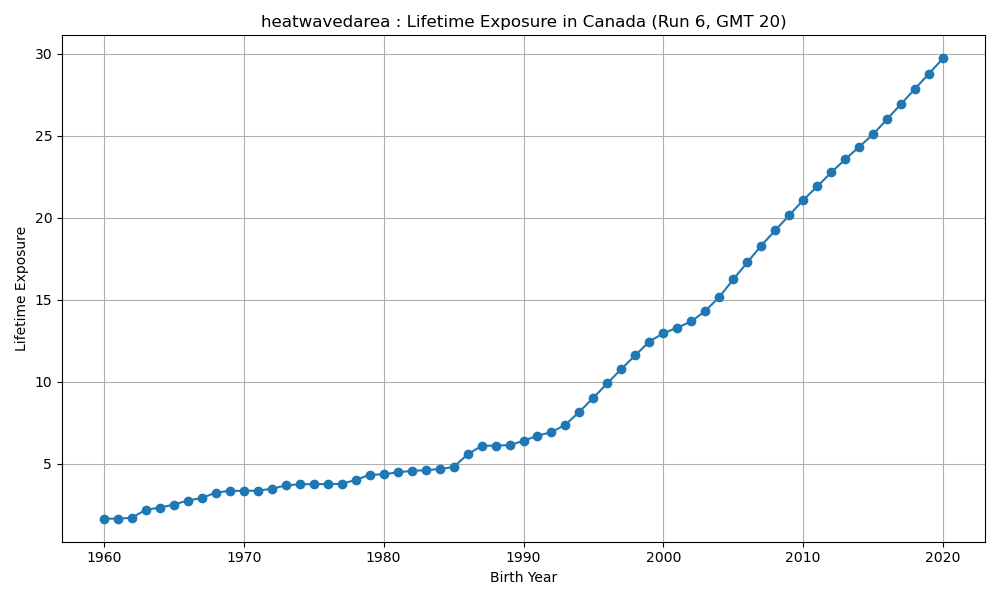 heatwavedarea : Lifetime Exposure in Canada (Run 6, GMT 20)
Lifetime Exposure
30
25
20
15
10
5
1960 1970 1980 1990 2000 2010 2020
Birth Year